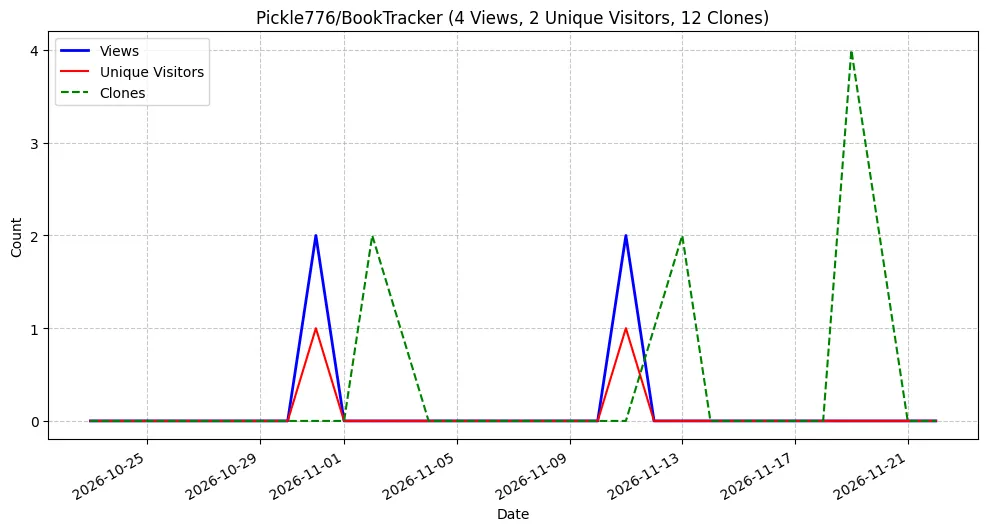 Pickle776/BookTracker (4 Views, 2 Unique Visitors, 12 Clones)
Views
Unique Visitors
Clones
Count
4
3
2
1
0
2026-10-25
2026-10-29
2026-11-01
2026-11-05
2026-11-09
2026-11-13
2026-11-17
2026-11-21
Date